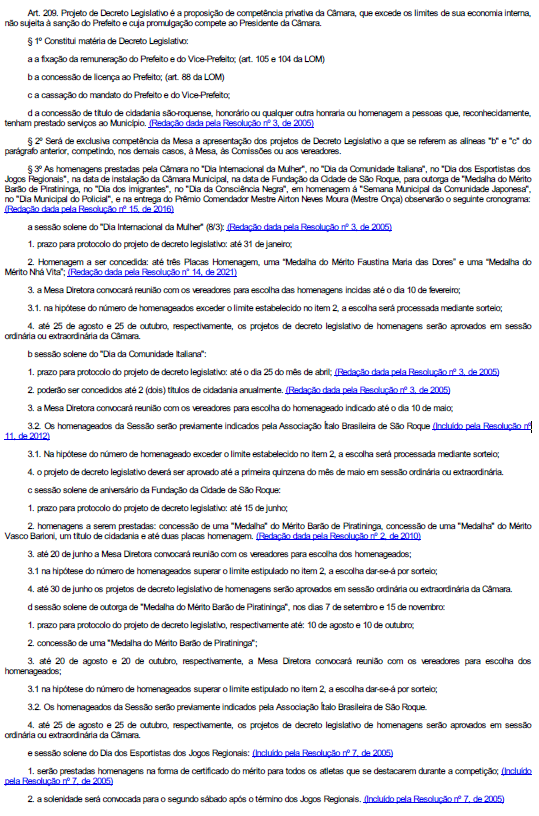 Art. 209. Projeto de Decreto Legislativo é a proposição de competência privativa da Câmara, que excede os limites de sua economia interna,
não sujeita à sanção do Prefeito e cuja promulgação compete ao Presidente da Câmara.
§ 1º Constitui matéria de Decreto Legislativo:
a a fixação da remuneração do Prefeito e do Vice-Prefeito; (art. 105 e 104 da LOM)
b a concessão de licença ao Prefeito; (art. 88 da LOM)
c a cassação do mandato do Prefeito e do Vice-Prefeito;
d a concessão de título de cidadania são-roquense, honorário ou qualquer outra honraria ou homenagem a pessoas que, reconhecidamente,
tenham prestado serviços ao Município. (Redação dada pela Resolução nº 3, de 2005)
§ 2º Será de exclusiva competência da Mesa a apresentação dos projetos de Decreto Legislativo a que se referem as alíneas "b" e "c" do
parágrafo anterior, competindo, nos demais casos, à Mesa, às Comissões ou aos vereadores.
§ 3º As homenagens prestadas pela Câmara no "Dia Internacional da Mulher", no "Dia da Comunidade Italiana", no "Dia dos Esportistas dos
Jogos Regionais", na data de instalação da Câmara Municipal, na data de Fundação da Cidade de São Roque, para outorga de "Medalha do Mérito
Barão de Piratininga, no "Dia dos imigrantes", no "Dia da Consciência Negra", em homenagem á "Semana Municipal da Comunidade Japonesa",
no "Dia Municipal do Policial", e na entrega do Prêmio Comendador Mestre Airton Neves Moura (Mestre Onça) observarão o seguinte cronograma:
(Redação dada pela Resolução nº 15, de 2016)
a sessão solene do "Dia Internacional da Mulher" (8/3): (Redação dada pela Resolução nº 3, de 2005)
1. prazo para protocolo do projeto de decreto legislativo: até 31 de janeiro;
2. Homenagem a ser concedida: até três Placas Homenagem, uma “Medalha do Mérito Faustina Maria das Dores” e uma “Medalha do
Mérito Nhá Vita”; (Redação dada pela Resolução n° 14, de 2021)
3. a Mesa Diretora convocará reunião com os vereadores para escolha das homenagens incidas até o dia 10 de fevereiro;
3.1. na hipótese do número de homenageados exceder o limite estabelecido no item 2, a escolha será processada mediante sorteio;
4. até 25 de agosto e 25 de outubro, respectivamente, os projetos de decreto legislativo de homenagens serão aprovados em sessão
ordinária ou extraordinária da Câmara.
b sessão solene do "Dia da Comunidade Italiana":
1. prazo para protocolo do projeto de decreto legislativo: até o dia 25 do mês de abril; (Redação dada pela Resolução nº 3, de 2005)
2. poderão ser concedidos até 2 (dois) títulos de cidadania anualmente. (Redação dada pela Resolução nº 3, de 2005)
3. a Mesa Diretora convocará reunião com os vereadores para escolha do homenageado indicado até o dia 10 de maio;
3.2. Os homenageados da Sessão serão previamente indicados pela Associação Ítalo Brasileira de São Roque (Incluído pela Resolução nº
11, de 2012)
3.1. Na hipótese do número de homenageado exceder o limite estabelecido no item 2, a escolha será processada mediante sorteio;
4. o projeto de decreto legislativo deverá ser aprovado até a primeira quinzena do mês de maio em sessão ordinária ou extraordinária.
c sessão solene de aniversário da Fundação da Cidade de São Roque:
1. prazo para protocolo do projeto de decreto legislativo: até 15 de junho;
2. homenagens a serem prestadas: concessão de uma "Medalha" do Mérito Barão de Piratininga, concessão de uma "Medalha" do Mérito
Vasco Barioni, um título de cidadania e até duas placas homenagem. (Redação dada pela Resolução nº 2, de 2010)
3. até 20 de junho a Mesa Diretora convocará reunião com os vereadores para escolha dos homenageados;
3.1 na hipótese do número de homenageados superar o limite estipulado no item 2, a escolha dar-se-á por sorteio;
4. até 30 de junho os projetos de decreto legislativo de homenagens serão aprovados em sessão ordinária ou extraordinária da Câmara.
d sessão solene de outorga de "Medalha do Mérito Barão de Piratininga", nos dias 7 de setembro e 15 de novembro:
1. prazo para protocolo do projeto de decreto legislativo, respectivamente até: 10 de agosto e 10 de outubro;
2. concessão de uma "Medalha do Mérito Barão de Piratininga";
3. até 20 de agosto e 20 de outubro, respectivamente, a Mesa Diretora convocará reunião com os vereadores para escolha dos
homenageados;
3.1 na hipótese do número de homenageados superar o limite estipulado no item 2, a escolha dar-se-á por sorteio;
3.2. Os homenageados da Sessão serão previamente indicados pela Associação Ítalo Brasileira de São Roque.
4. até 25 de agosto e 25 de outubro, respectivamente, os projetos de decreto legislativo de homenagens serão aprovados em sessão
ordinária ou extraordinária da Câmara.
e sessão solene do Dia dos Esportistas dos Jogos Regionais: (Incluído pela Resolução nº 7, de 2005)
1. serão prestadas homenagens na forma de certificado do mérito para todos os atletas que se destacarem durante a competição; (Incluído
pela Resolução nº 7, de 2005)
2. a solenidade será convocada para o segundo sábado após o término dos Jogos Regionais. (Incluído pela Resolução nº 7, de 2005)